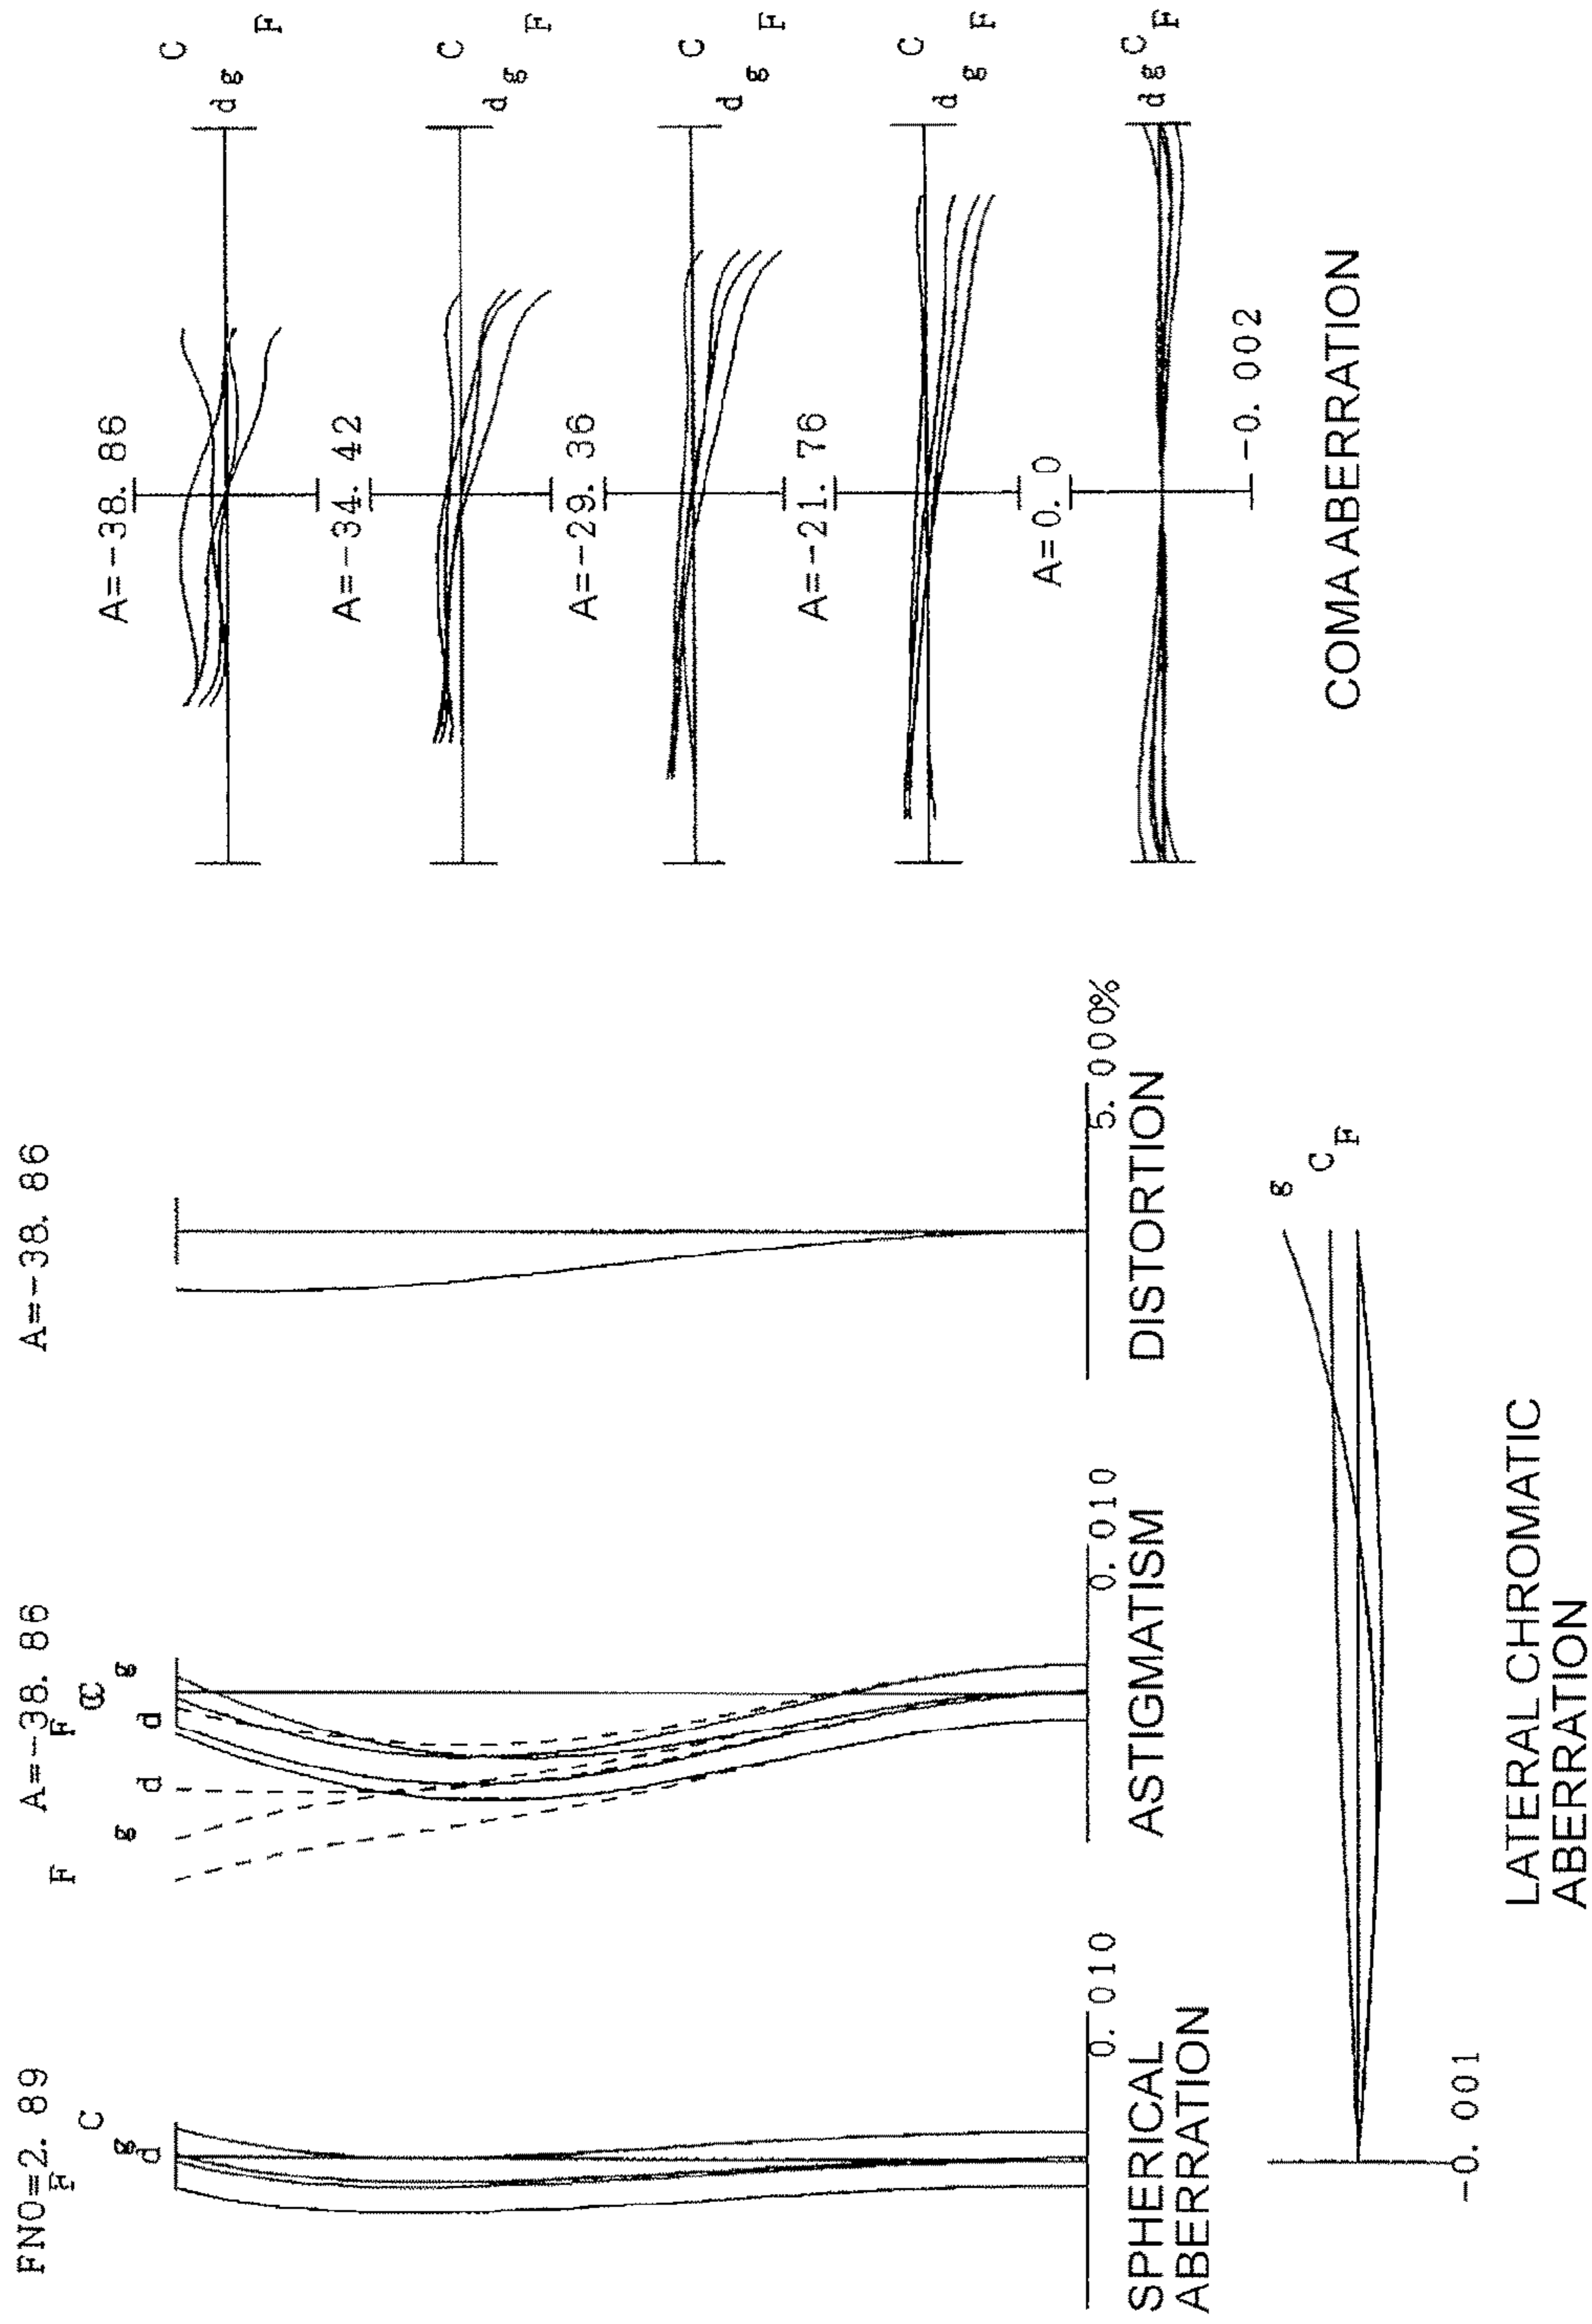 FNO=2. 89
F
C
g
d
SPHERICAL
ABERRATION
0. 010
A=-38. 86
F
g
d
F
d
CC
g
ASTIGMATISM
0. 010
A=-38. 86
DISTORTION
5. 000%
LATERAL CHROMATIC
ABERRATION
-0. 001
g
C
F
A=-38. 86
C
d g
F
A=-34. 42
C
d g F
A=-29. 36
C
d g F
A=-21. 76
C
d g F
A=0. 0
d g C F
-0. 002
COMA ABERRATION